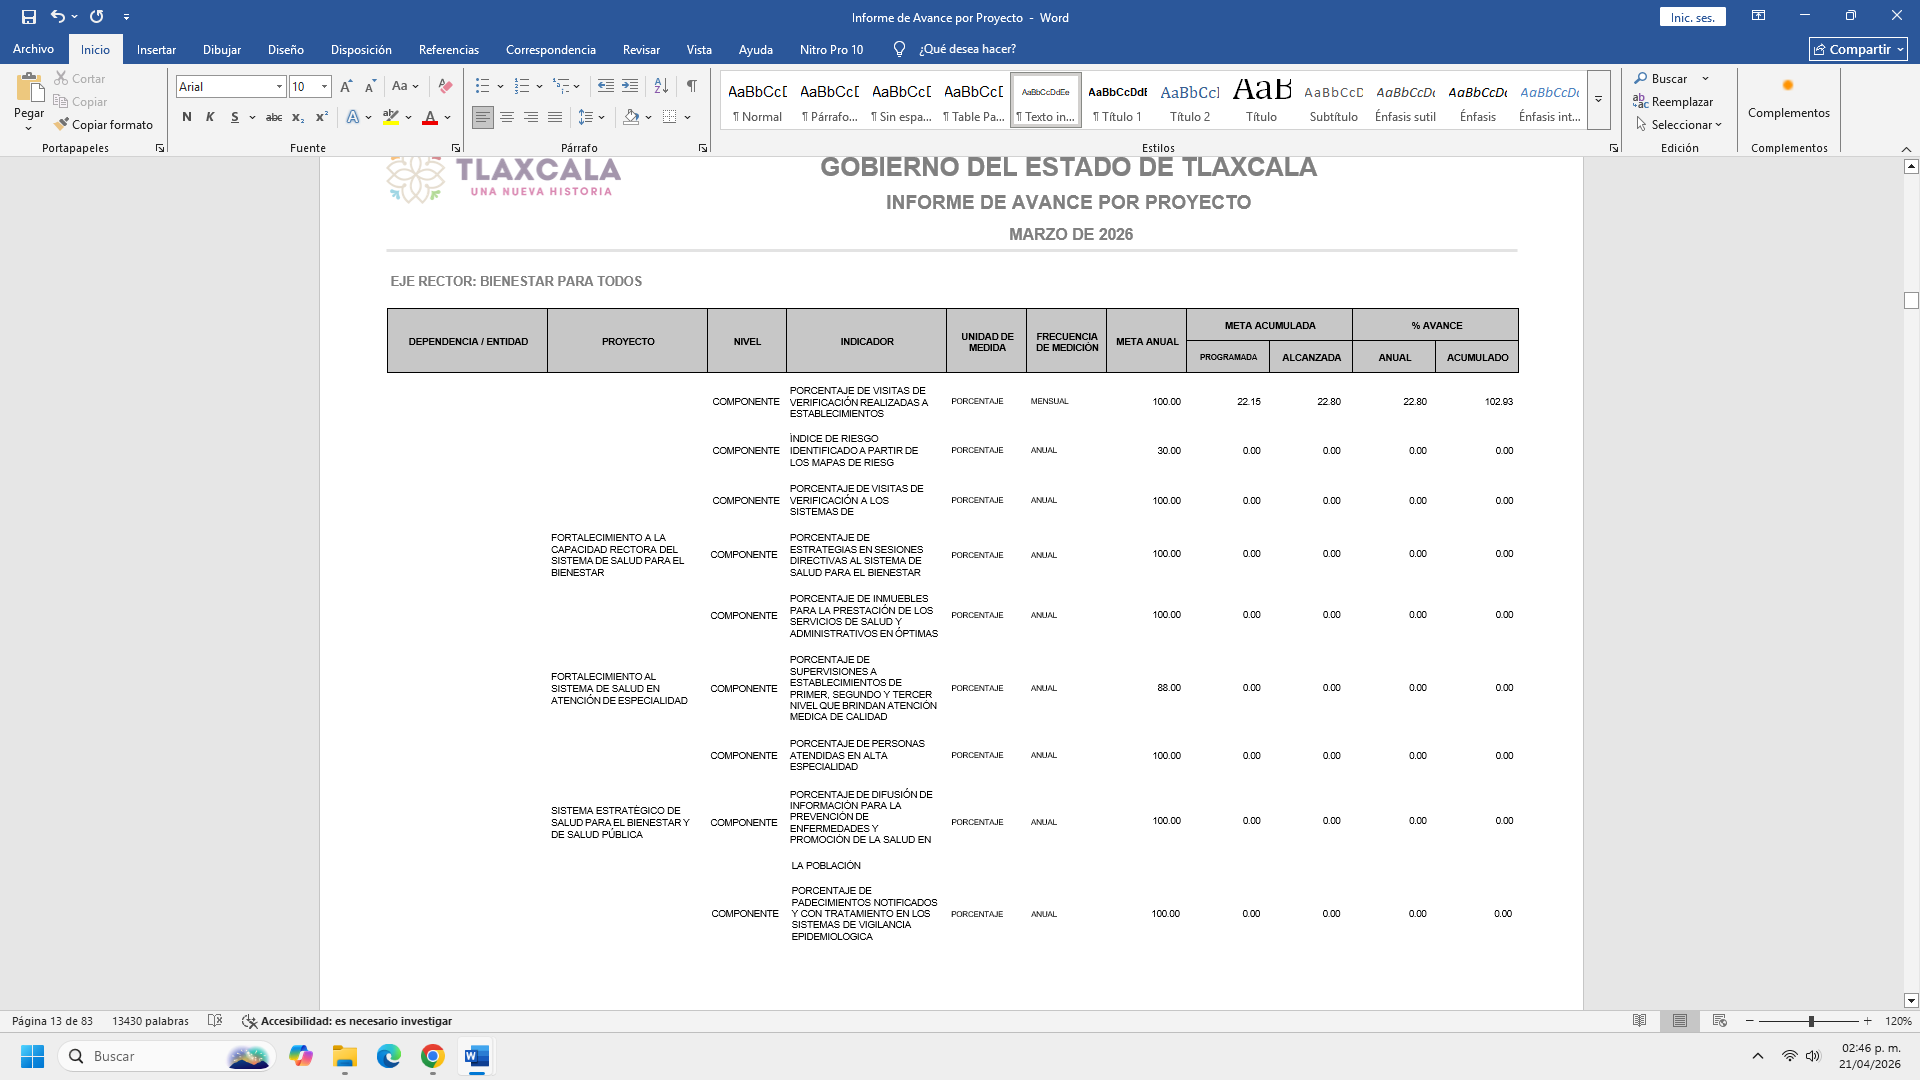 Informe de Avance por Proyecto - Word
Inic. ses.
Archivo Inicio Insertar Dibujar Diseño Disposición Referencias Correspondencia Revisar Vista Ayuda Nitro Pro 10 ¿Qué desea hacer? Compartir
Pegar
Cortar
Copiar
Copiar formato
Portapapeles
Arial 10
N K S abc x₂ x²
Fuente
Párrafo
AaBbCcDdEe
¶ Normal ¶ Párrafo... ¶ Sin espa... ¶ Table Pa... ¶ Texto in... ¶ Título 1 Título 2 Título Subtítulo Énfasis sutil Énfasis Énfasis int...
Estilos
Buscar
Reemplazar
Seleccionar
Edición
Complementos
Complementos
TLAXCALA
UNA NUEVA HISTORIA
GOBIERNO DEL ESTADO DE TLAXCALA
INFORME DE AVANCE POR PROYECTO
MARZO DE 2026
EJE RECTOR: BIENESTAR PARA TODOS
DEPENDENCIA / ENTIDAD PROYECTO NIVEL INDICADOR UNIDAD DE MEDIDA FRECUENCIA DE MEDICIÓN META ANUAL META ACUMULADA % AVANCE
PROGRAMADA ALCANZADA ANUAL ACUMULADO
PORCENTAJE DE VISITAS DE
COMPONENTE VERIFICACIÓN REALIZADAS A PORCENTAJE MENSUAL 100.00 22.15 22.80 22.80 102.93
ESTABLECIMIENTOS
ÍNDICE DE RIESGO
COMPONENTE IDENTIFICADO A PARTIR DE PORCENTAJE ANUAL 30.00 0.00 0.00 0.00 0.00
LOS MAPAS DE RIESG
PORCENTAJE DE VISITAS DE
COMPONENTE VERIFICACIÓN A LOS PORCENTAJE ANUAL 100.00 0.00 0.00 0.00 0.00
SISTEMAS DE
FORTALECIMIENTO A LA PORCENTAJE DE
CAPACIDAD RECTORA DEL COMPONENTE ESTRATEGIAS EN SESIONES PORCENTAJE ANUAL 100.00 0.00 0.00 0.00 0.00
SISTEMA DE SALUD PARA EL DIRECTIVAS AL SISTEMA DE
BIENESTAR SALUD PARA EL BIENESTAR
PORCENTAJE DE INMUEBLES
PARA LA PRESTACIÓN DE LOS
COMPONENTE SERVICIOS DE SALUD Y PORCENTAJE ANUAL 100.00 0.00 0.00 0.00 0.00
ADMINISTRATIVOS EN ÓPTIMAS
PORCENTAJE DE
FORTALECIMIENTO AL SUPERVISIONES A
SISTEMA DE SALUD EN COMPONENTE ESTABLECIMIENTOS DE PORCENTAJE ANUAL 88.00 0.00 0.00 0.00 0.00
ATENCIÓN DE ESPECIALIDAD PRIMER, SEGUNDO Y TERCER
NIVEL QUE BRINDAN ATENCIÓN
MEDICA DE CALIDAD
PORCENTAJE DE PERSONAS
COMPONENTE ATENDIDAS EN ALTA PORCENTAJE ANUAL 100.00 0.00 0.00 0.00 0.00
ESPECIALIDAD
PORCENTAJE DE DIFUSIÓN DE
SISTEMA ESTRATÉGICO DE INFORMACIÓN PARA LA
SALUD PARA EL BIENESTAR Y COMPONENTE PREVENCIÓN DE PORCENTAJE ANUAL 100.00 0.00 0.00 0.00 0.00
DE SALUD PÚBLICA ENFERMEDADES Y
PROMOCIÓN DE LA SALUD EN
LA POBLACIÓN
PORCENTAJE DE
PADECIMIENTOS NOTIFICADOS
COMPONENTE Y CON TRATAMIENTO EN LOS PORCENTAJE ANUAL 100.00 0.00 0.00 0.00 0.00
SISTEMAS DE VIGILANCIA
EPIDEMIOLOGICA
Página 13 de 83 13430 palabras Accesibilidad: es necesario investigar 120%
Buscar
02:46 p. m.
21/04/2026